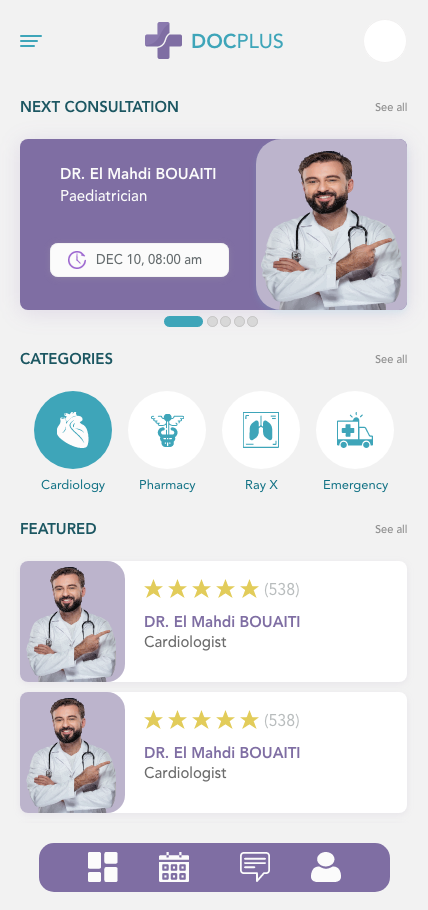 DOCPLUS
NEXT CONSULTATION
See all
DR. El Mahdi BOUAITI
Paediatrician
DEC 10, 08:00 am
CATEGORIES
See all
Cardiology
Pharmacy
Ray X
Emergency
FEATURED
See all
(538)
DR. El Mahdi BOUAITI
Cardiologist
(538)
DR. El Mahdi BOUAITI
Cardiologist